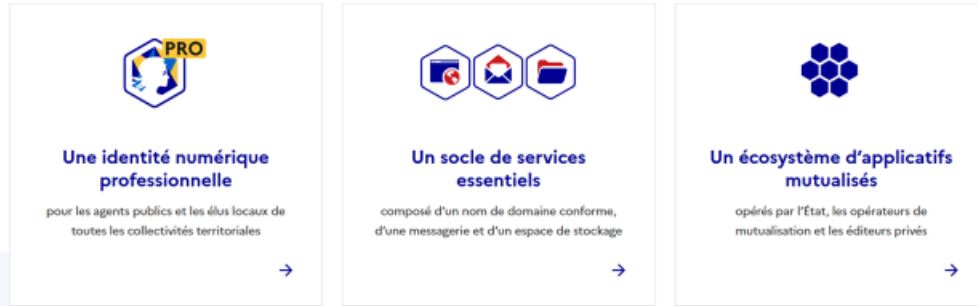 PRO
Une identité numérique
professionnelle
pour les agents publics et les élus locaux de
toutes les collectivités territoriales
Un socle de services
essentiels
composé d'un nom de domaine conforme,
d'une messagerie et d'un espace de stockage
Un écosystème d'applicatifs
mutualisés
opérés par l'État, les opérateurs de
mutualisation et les éditeurs privés